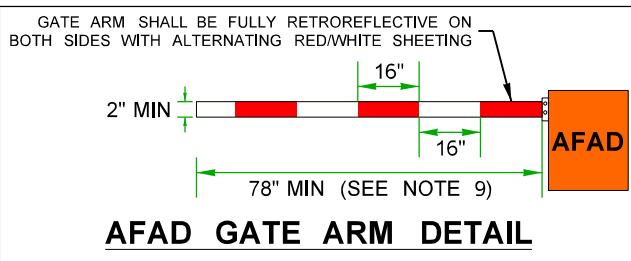 GATE ARM SHALL BE FULLY RETROREFLECTIVE ON
BOTH SIDES WITH ALTERNATING RED/WHITE SHEETING
16"
2" MIN
AFAD
16"
78" MIN (SEE NOTE 9)
AFAD GATE ARM DETAIL